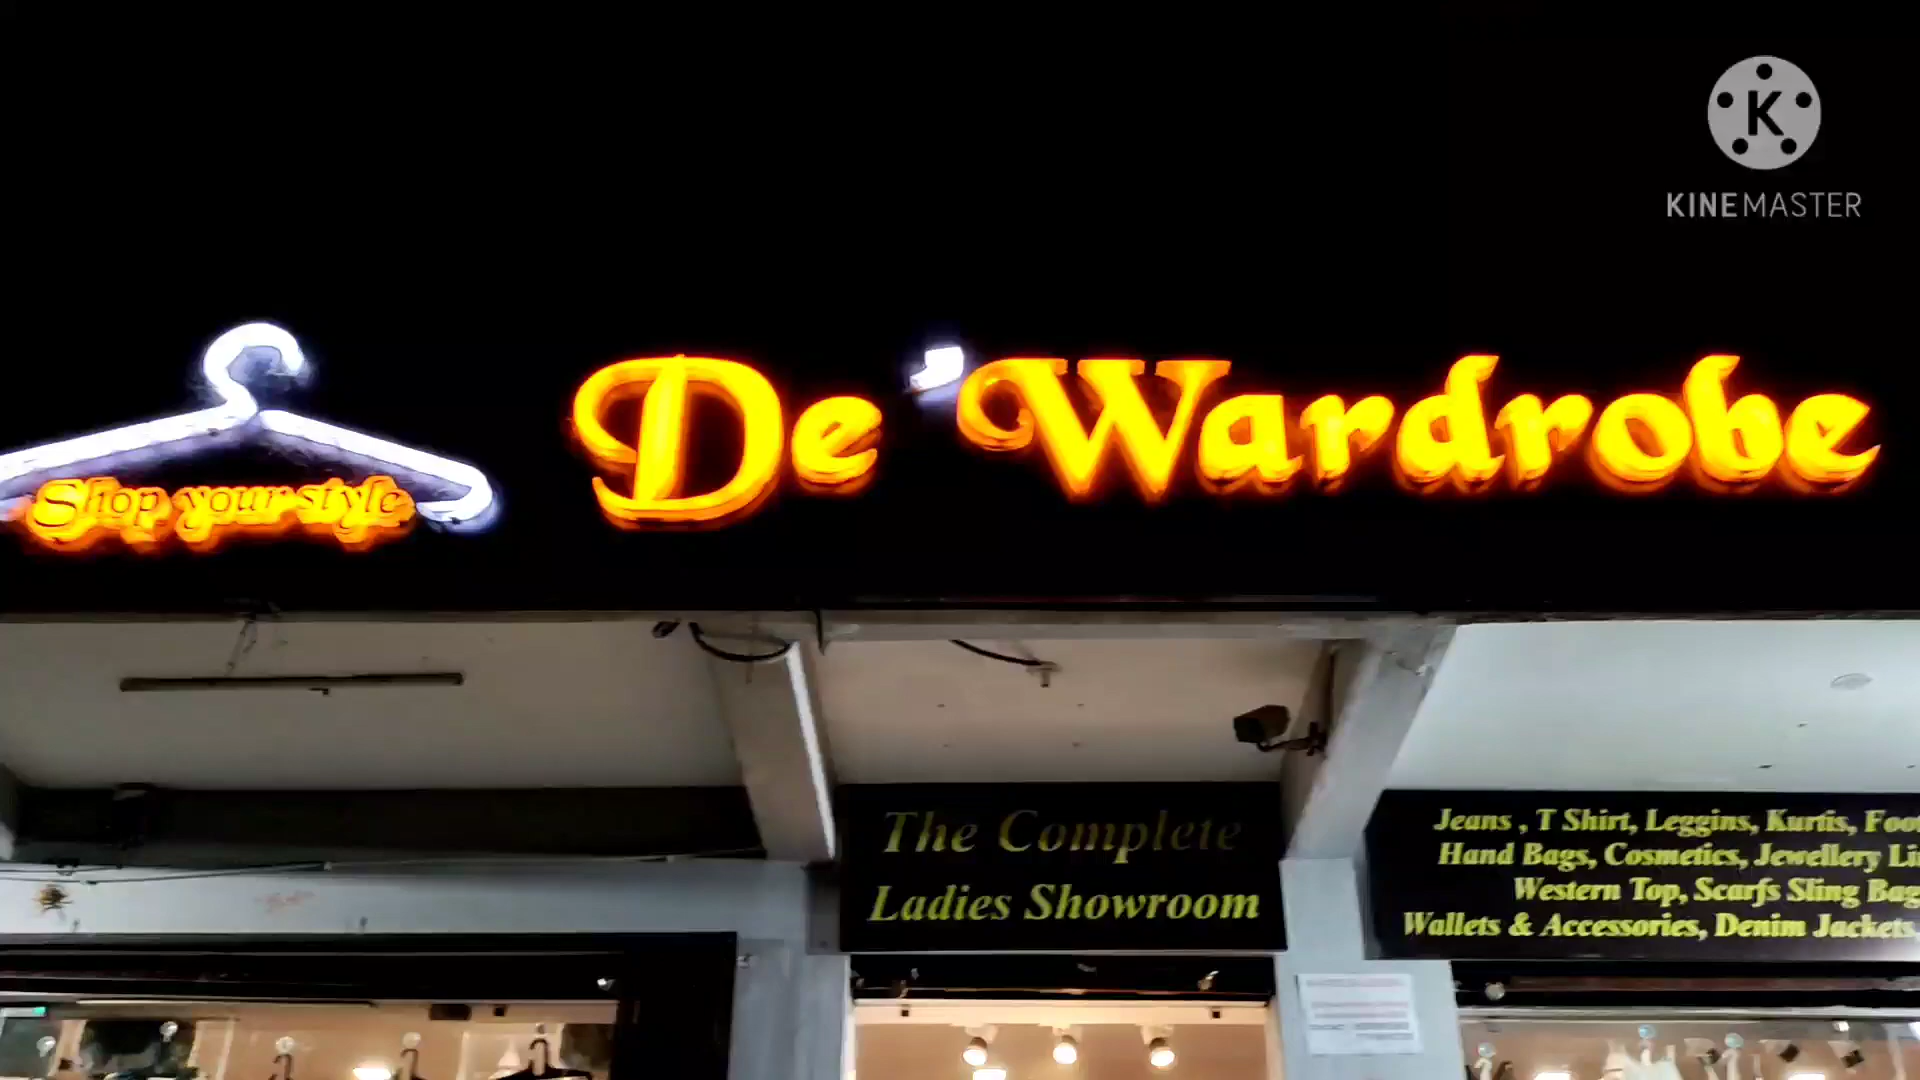 K
KINEMASTER
De 'Wardrobe
Shop your style
The Complete
Ladies Showroom
Jeans , T Shirt, Leggins, Kurtis,
Hand Bags, Cosmetics, Jewellery
Western Top, Scarfs Sling
Wallets & Accessories, Denim Jackets,